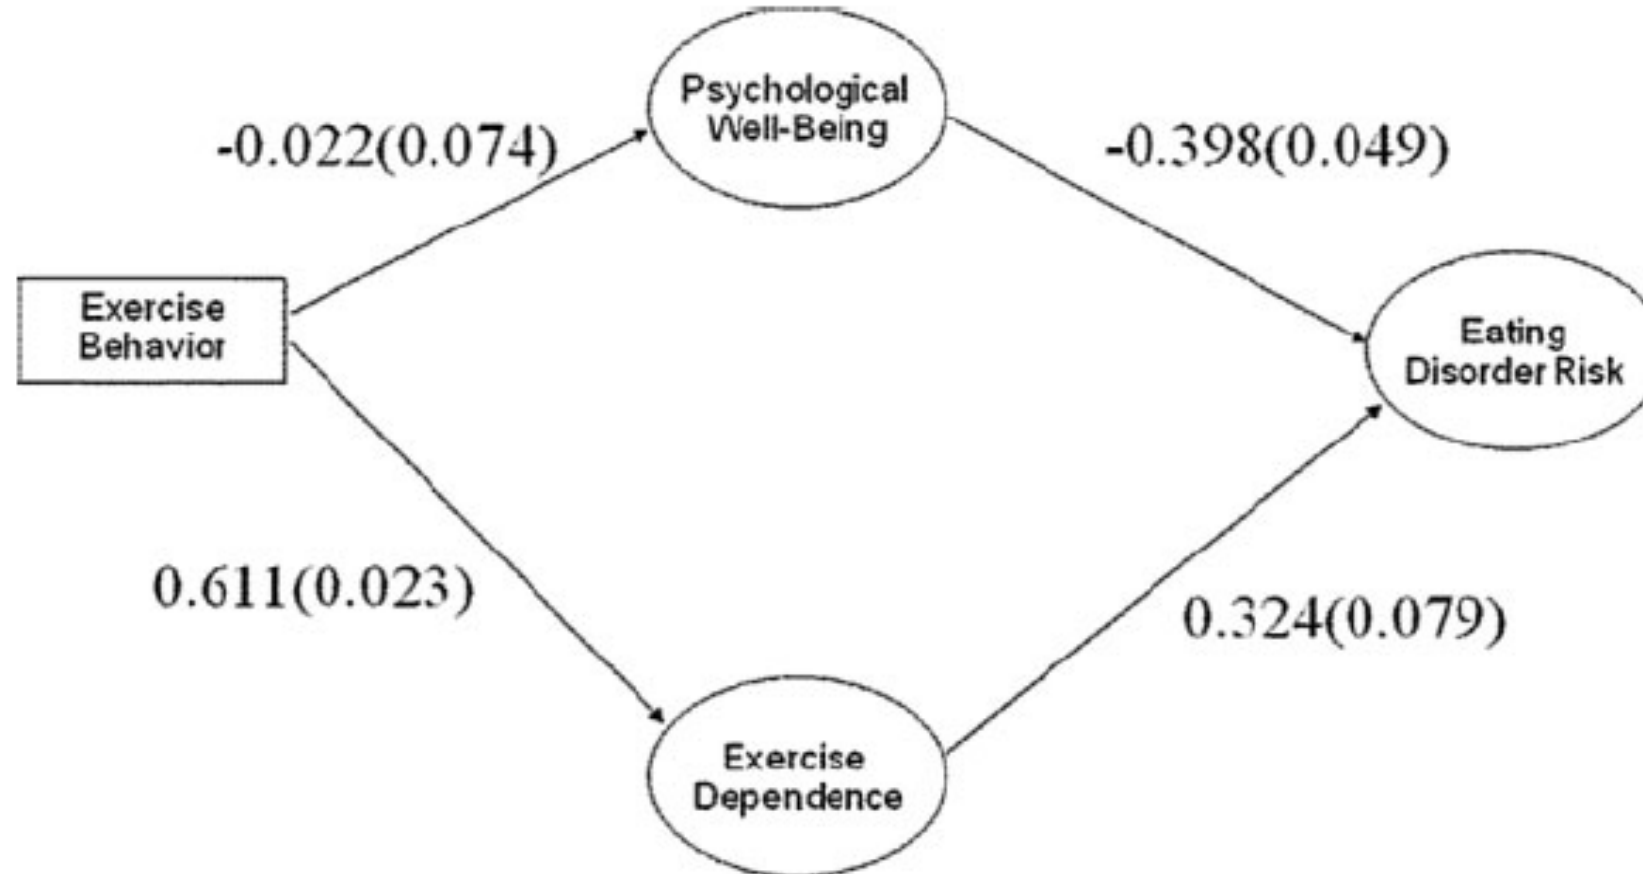 Psychological
Well-Being
-0.022(0.074)
-0.398(0.049)
Exercise
Behavior
Eating
Disorder Risk
0.611(0.023)
0.324(0.079)
Exercise
Dependence